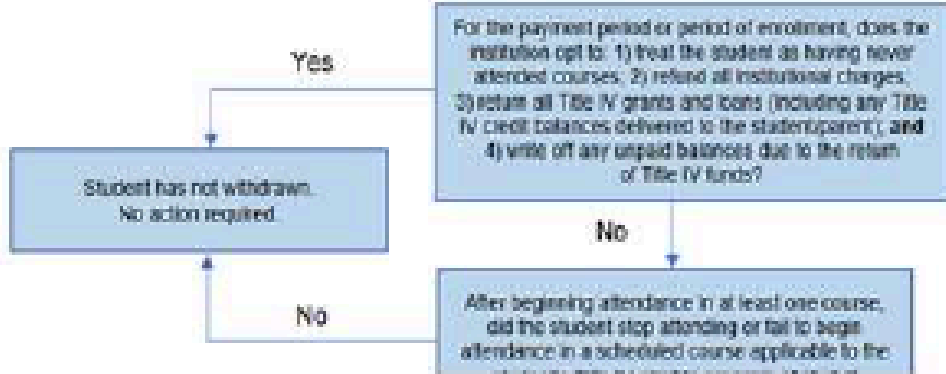 For the payment period or period of enrollment, does the
institution opt to: 1) treat the student as having never
attended courses; 2) refund all institutional charges;
3) return all Title IV grants and loans (including any Title
IV credit balances delivered to the student/parent); and
4) write off any unpaid balances due to the return
of Title IV funds?
Yes
Student has not withdrawn.
No action required.
No
After beginning attendance in at least one course,
did the student stop attending or fail to begin
attendance in a scheduled course applicable to the
No